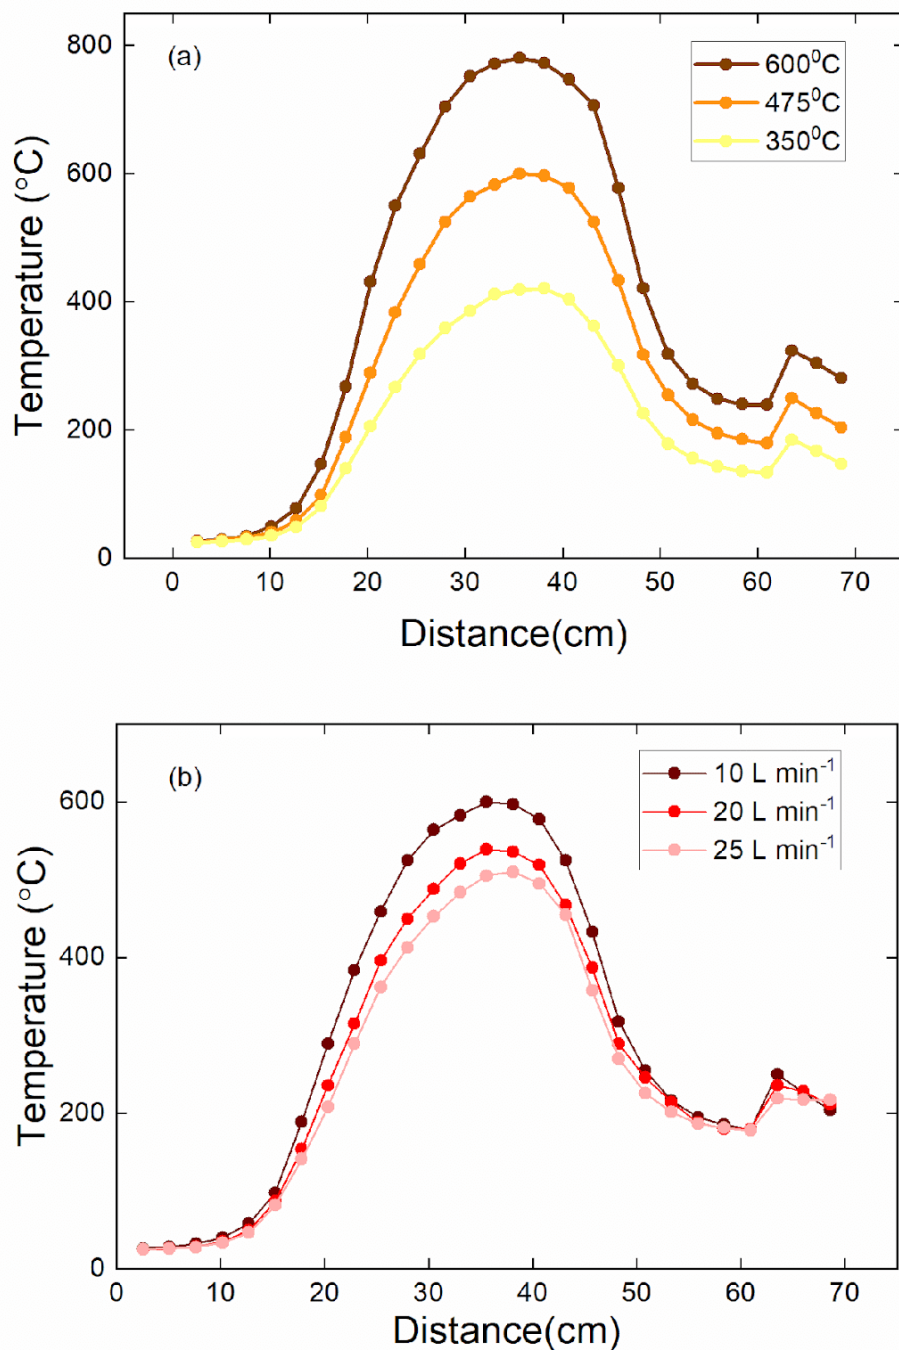 (a)
600⁰C
475⁰C
350⁰C
800
600
400
200
0
Temperature (°C)
0 10 20 30 40 50 60 70
Distance(cm)
(b)
10 L min⁻¹
20 L min⁻¹
25 L min⁻¹
600
400
200
0
Temperature (°C)
0 10 20 30 40 50 60 70
Distance(cm)